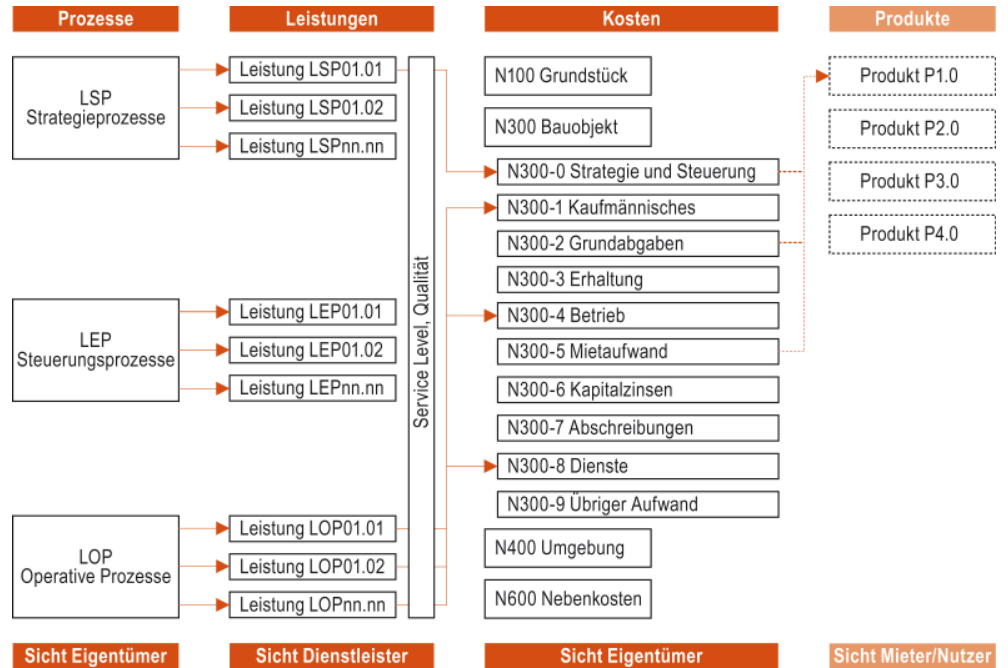 Prozesse
Leistungen
Kosten
Produkte
LSP
Strategieprozesse
Leistung LSP01.01
Leistung LSP01.02
Leistung LSPnn.nn
LEP
Steuerungsprozesse
Leistung LEP01.01
Leistung LEP01.02
Leistung LEPnn.nn
LOP
Operative Prozesse
Leistung LOP01.01
Leistung LOP01.02
Leistung LOPnn.nn
Service Level, Qualität
N100 Grundstück
N300 Bauobjekt
N300-0 Strategie und Steuerung
N300-1 Kaufmännisches
N300-2 Grundabgaben
N300-3 Erhaltung
N300-4 Betrieb
N300-5 Mietaufwand
N300-6 Kapitalzinsen
N300-7 Abschreibungen
N300-8 Dienste
N300-9 Übriger Aufwand
N400 Umgebung
N600 Nebenkosten
Produkt P1.0
Produkt P2.0
Produkt P3.0
Produkt P4.0
Sicht Eigentümer
Sicht Dienstleister
Sicht Eigentümer
Sicht Mieter/Nutzer